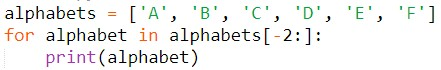 alphabets = ['A', 'B', 'C', 'D', 'E', 'F']
for alphabet in alphabets[-2:]:
    print(alphabet)